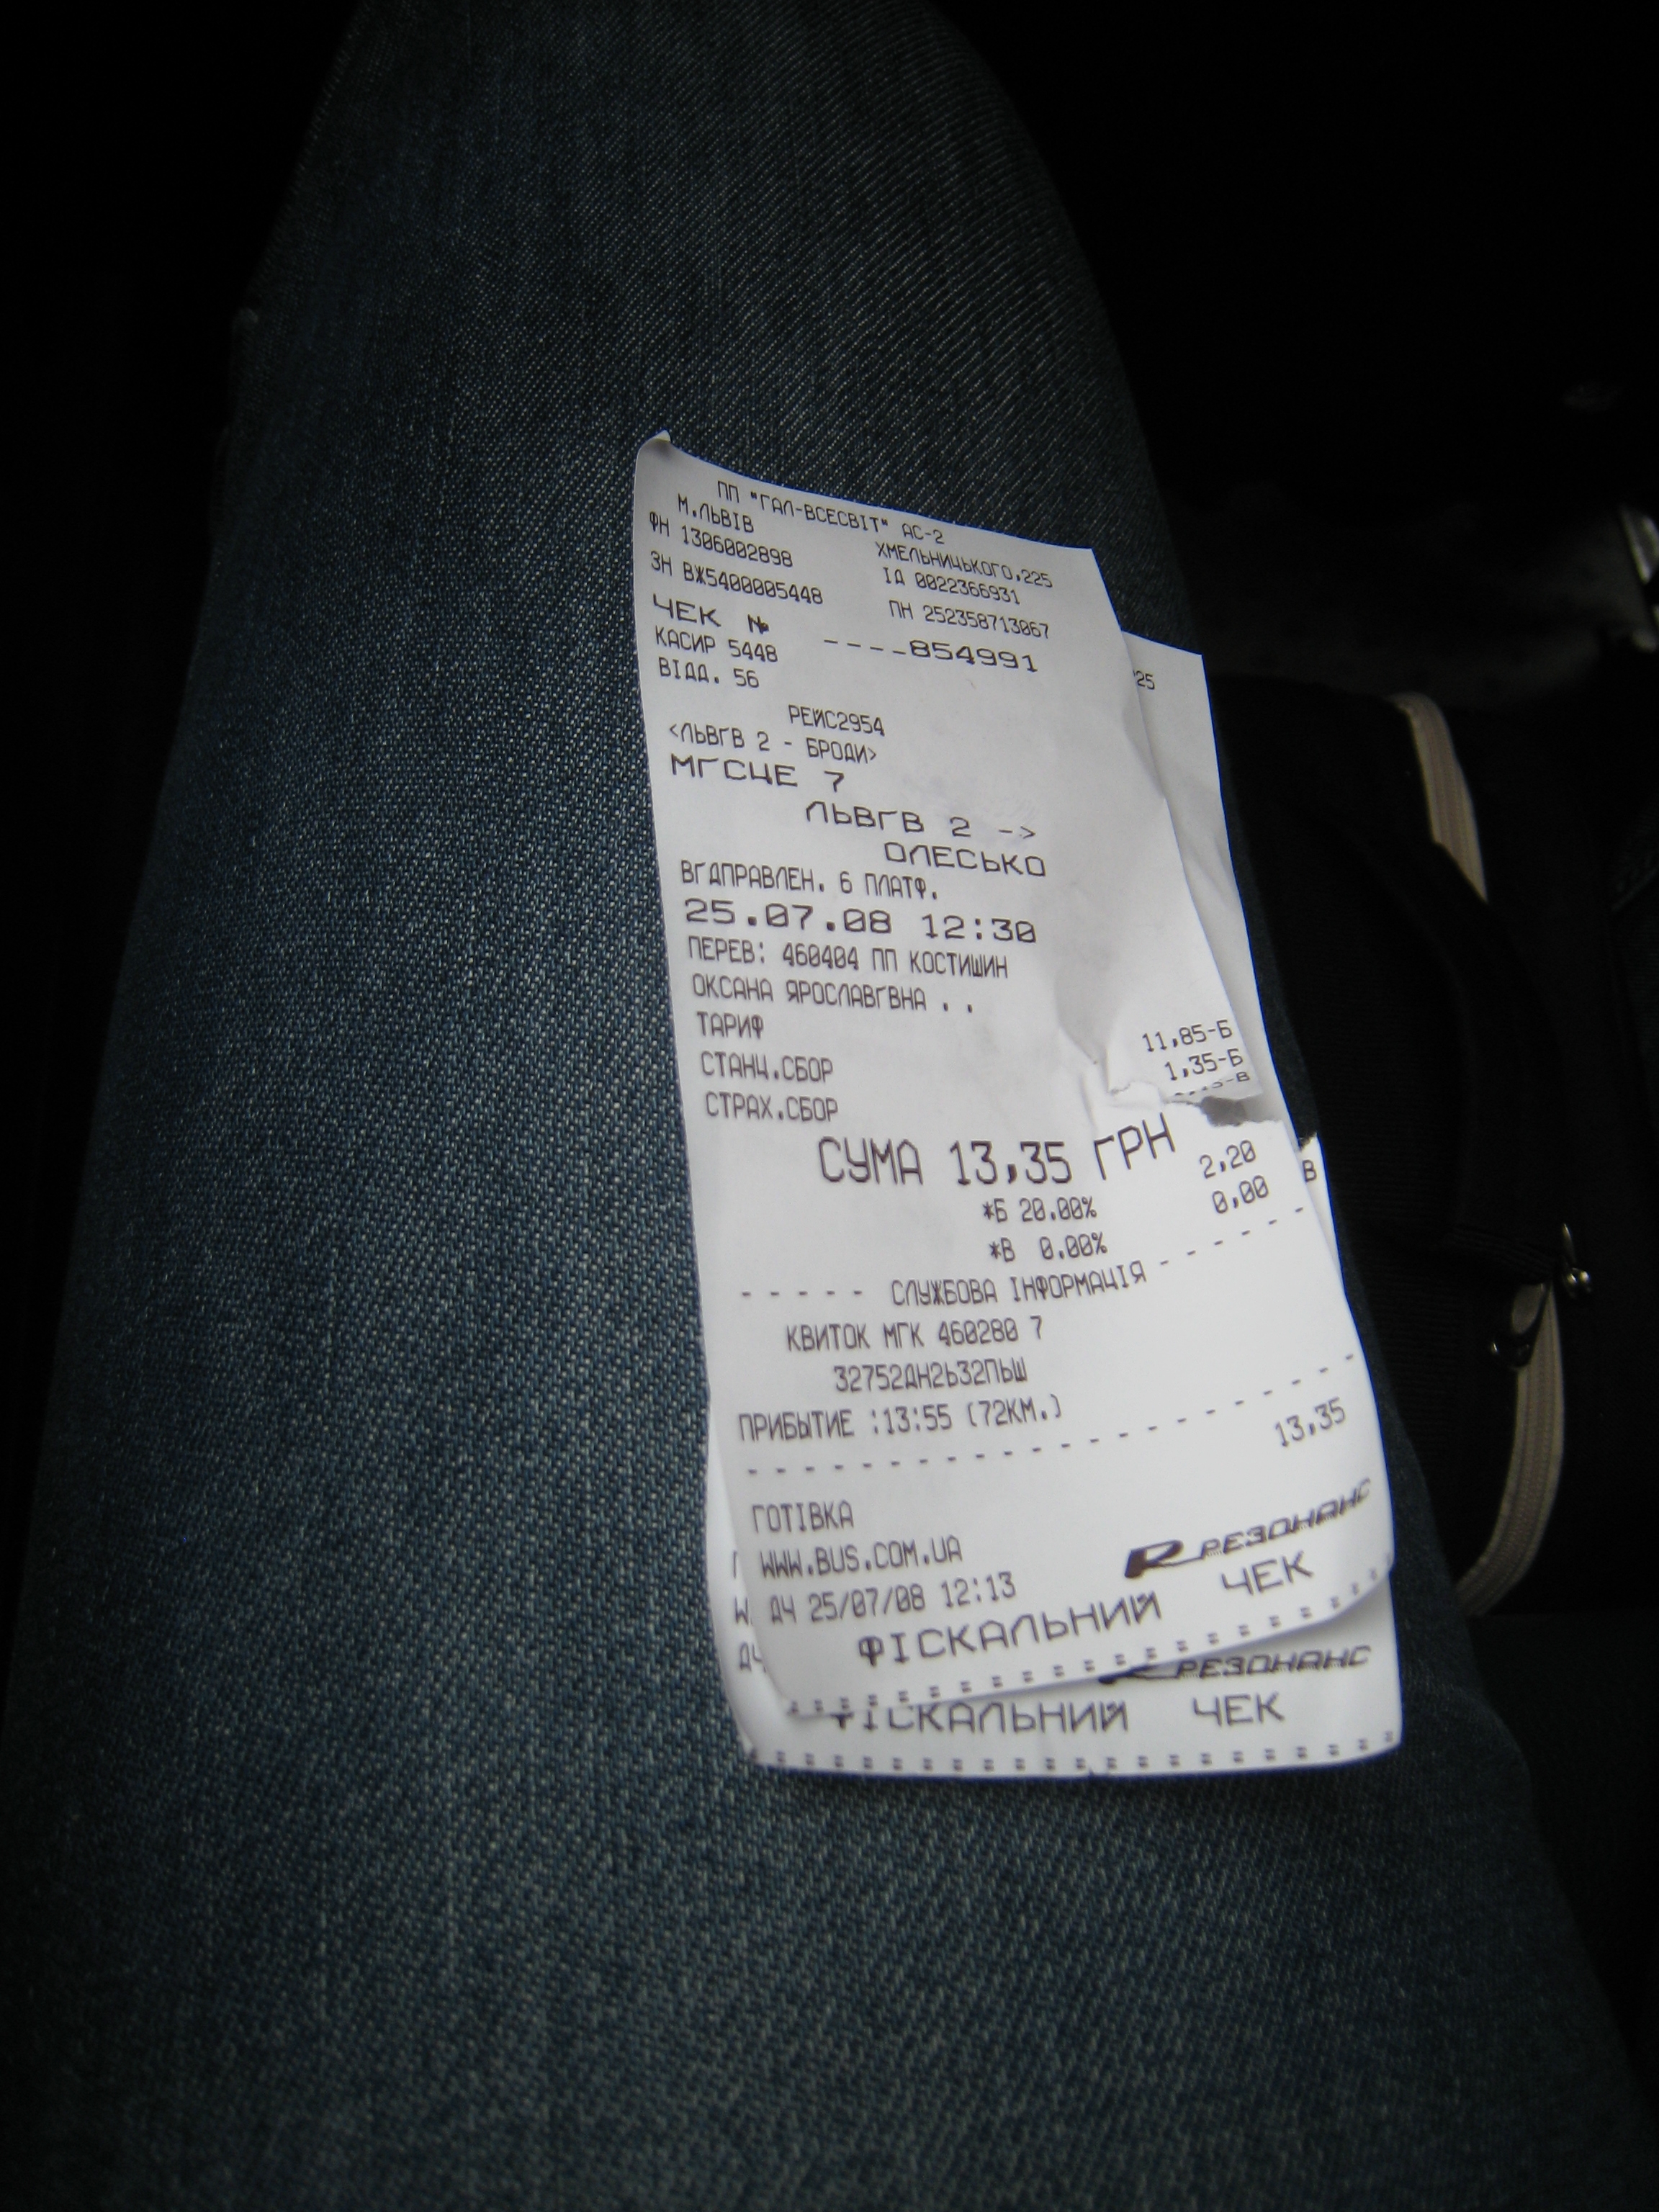 ПП "ГАЛ-ВСЕСВІТ" АС-2
М.ЛЬВІВ ХМЕЛЬНИЦЬКОГО,225
ФН 1306002898 ІД 0022366931
ЗН ВЖ5400005448 ПН 252358713067
ЧЕК № ----854991
КАСИР 5448
ВІДД. 56
РЕЙС2954
<ЛЬВГВ 2 - БРОДИ>
МГСЦЕ 7
ЛЬВГВ 2 ->
ОЛЕСЬКО
ВГДПРАВЛЕН. 6 ПЛАТФ.
25.07.08 12:30
ПЕРЕВ: 460404 ПП КОСТИШИН
ОКСАНА ЯРОСЛАВГВНА . .
ТАРИФ 11,85-Б
СТАНЦ.СБОР 1,35-Б
СТРАХ.СБОР
СУМА 13,35 ГРН
*Б 20.00% 2,20
*В 0.00% 0,00
- - - - - СЛУЖБОВА ІНФОРМАЦІЯ - - - - - -
КВИТОК МГК 460280 7
32752ДН2Ь32ПЬШ
ПРИБЫТИЕ :13:55 (72КМ.)
ГОТІВКА 13,35
WWW.BUS.COM.UA
ДЧ 25/07/08 12:13 РЕЗОНАНС
ФІСКАЛЬНИЙ ЧЕК
25
В
W
ДЧ РЕЗОНАНС
ФІСКАЛЬНИЙ ЧЕК